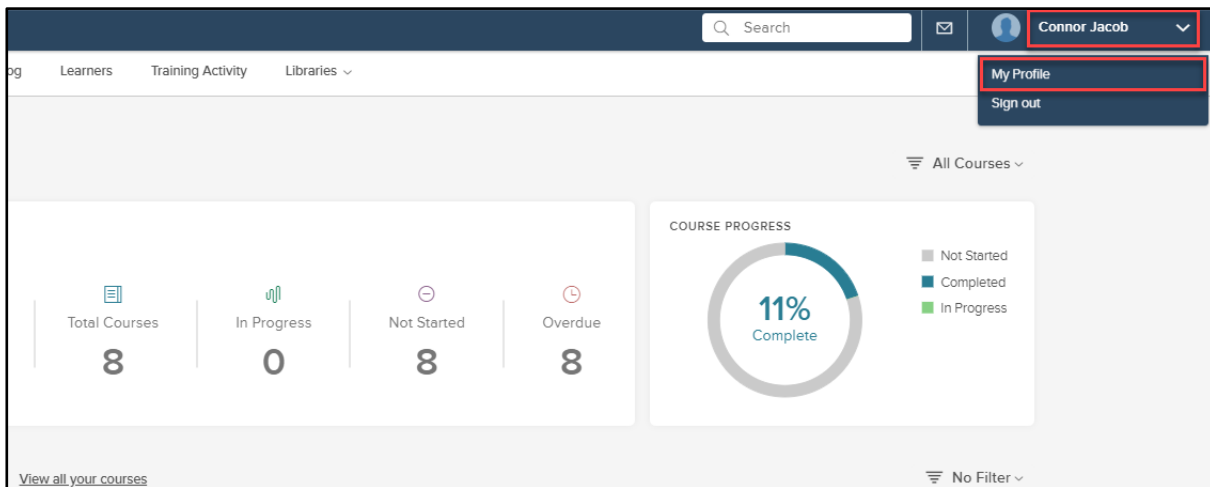 Search
Connor Jacob
og Learners Training Activity Libraries
My Profile
Sign out
All Courses
COURSE PROGRESS
Total Courses
8
In Progress
0
Not Started
8
Overdue
8
11%
Complete
Not Started
Completed
In Progress
View all your courses
No Filter